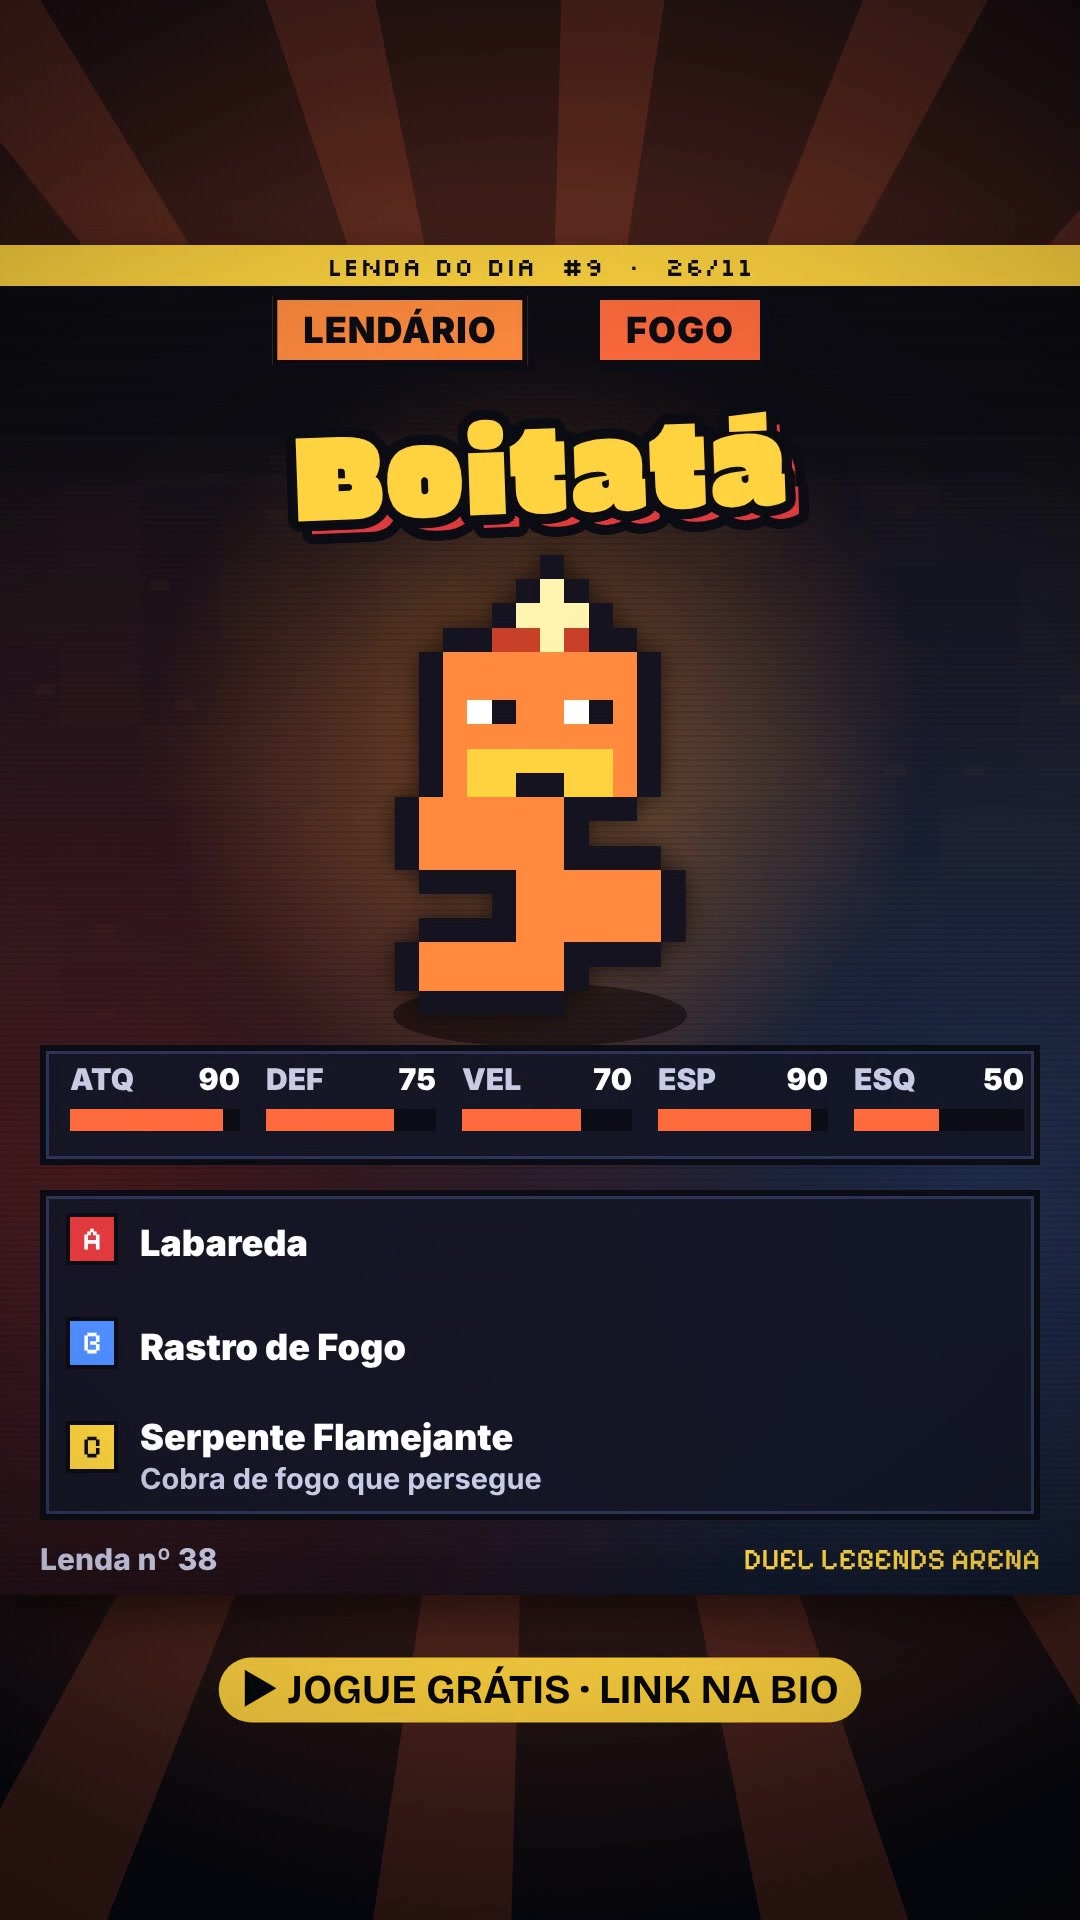 LENDA DO DIA #9 · 26/11
LENDÁRIO FOGO
Boitatá
ATQ 90 DEF 75 VEL 70 ESP 90 ESQ 50
A Labareda
B Rastro de Fogo
C Serpente Flamejante
Cobra de fogo que persegue
Lenda nº 38 DUEL LEGENDS ARENA
▶ JOGUE GRÁTIS · LINK NA BIO